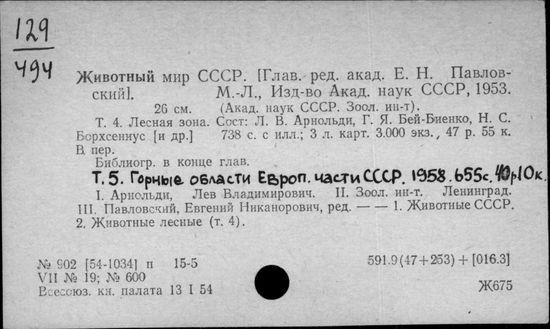 129
494
Животный мир СССР. [Глав. ред. акад. Е. Н. Павлов-
ский]. М.-Л., Изд-во Акад. наук СССР, 1953.
26 см. (Акад. наук СССР. Зоол. ин-т).
Т. 4. Лесная зона. Сост: Л. В. Арнольди, Г. Я. Бей-Биенко, Н. С.
Борхсениус [и др.] 738 с. с илл.; 3 л. карт. 3.000 экз., 47 р. 55 к.
В пер.
Библиогр. в конце глав.
Т. 5. Горные области Европ. части СССР. 1958. 655с. 40р10к.
I. Арнольди, Лев Владимирович. II. Зоол. ин-т. Ленинград.
III. Павловский, Евгений Никанорович, ред. — — 1. Животные СССР.
2. Животные лесные (т. 4).
№ 902 [54-1034] п 15-5 591.9(47+253) + [016.3]
VII № 19; № 600
Всесоюз. кн. палата 13 I 54 Ж675